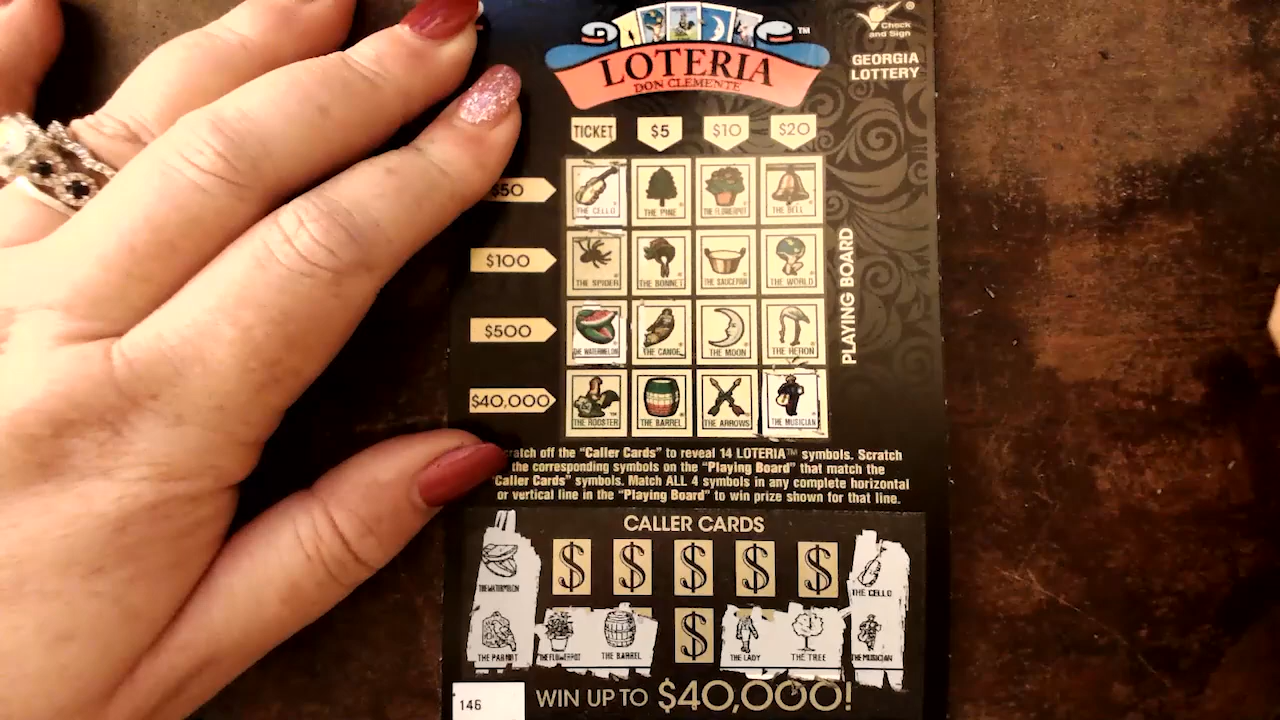 LOTERIA™
DON CLEMENTE
Check
and Sign
®
GEORGIA
LOTTERY
TICKET $5 $10 $20
$50
THE CELLO THE PINE THE FLOWERPOT THE BELL
$100
THE SPIDER THE BONNET THE SAUCEPAN THE WORLD
$500
THE WATERMELON THE CANOE THE MOON THE HERON
$40,000
THE ROOSTER THE BARREL THE ARROWS THE MUSICIAN
PLAYING BOARD
off the "Caller Cards" to reveal 14 LOTERIA™ symbols. Scratch
the corresponding symbols on the "Playing Board" that match the
"Caller Cards" symbols. Match ALL 4 symbols in any complete horizontal
or vertical line in the "Playing Board" to win prize shown for that line.
CALLER CARDS
$ $ $ $ $
THE WATERMELON THE CELLO
$
THE PARROT THE FLOWERPOT THE BARREL THE LADY THE TREE THE MUSICIAN
146
WIN UP TO $40,000!